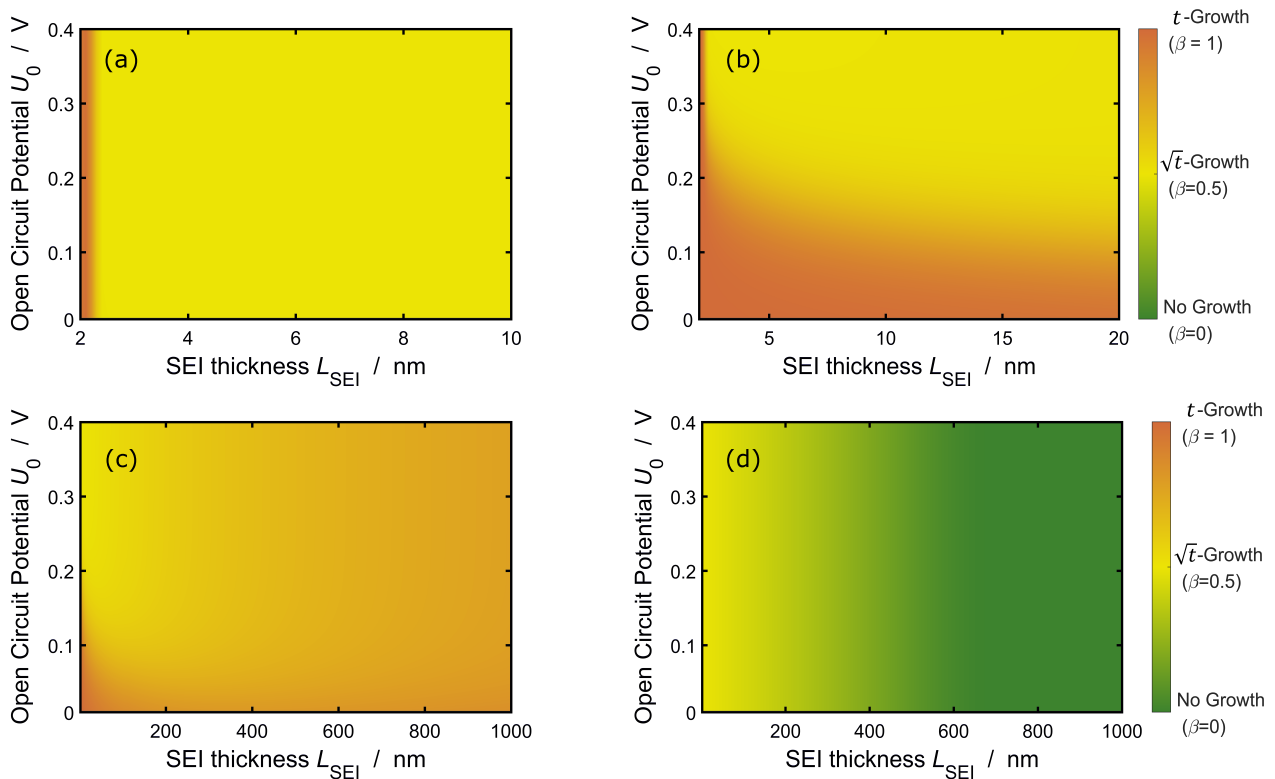 (a)
Open Circuit Potential U0 / V
0.4
0.3
0.2
0.1
0
2 4 6 8 10
SEI thickness LSEI / nm
(b)
Open Circuit Potential U0 / V
0.4
0.3
0.2
0.1
0
5 10 15 20
SEI thickness LSEI / nm
t-Growth
(β = 1)
√t-Growth
(β=0.5)
No Growth
(β=0)
(c)
Open Circuit Potential U0 / V
0.4
0.3
0.2
0.1
0
200 400 600 800 1000
SEI thickness LSEI / nm
(d)
Open Circuit Potential U0 / V
0.4
0.3
0.2
0.1
0
200 400 600 800 1000
SEI thickness LSEI / nm
t-Growth
(β = 1)
√t-Growth
(β=0.5)
No Growth
(β=0)